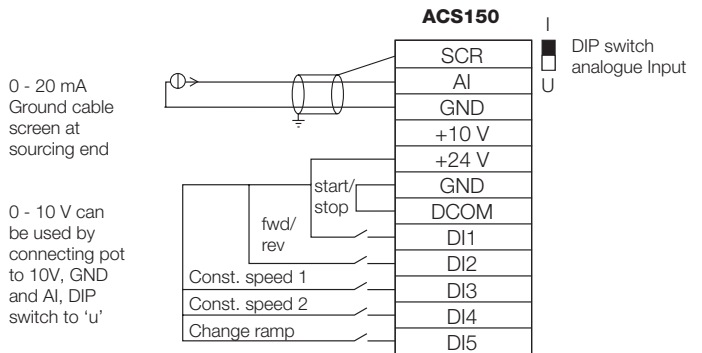 ACS150
I
DIP switch
analogue Input
U
SCR
AI
GND
+10 V
+24 V
GND
DCOM
DI1
DI2
DI3
DI4
DI5
0 - 20 mA
Ground cable
screen at
sourcing end
0 - 10 V can
be used by
connecting pot
to 10V, GND
and AI, DIP
switch to ‘u’
start/
stop
fwd/
rev
Const. speed 1
Const. speed 2
Change ramp